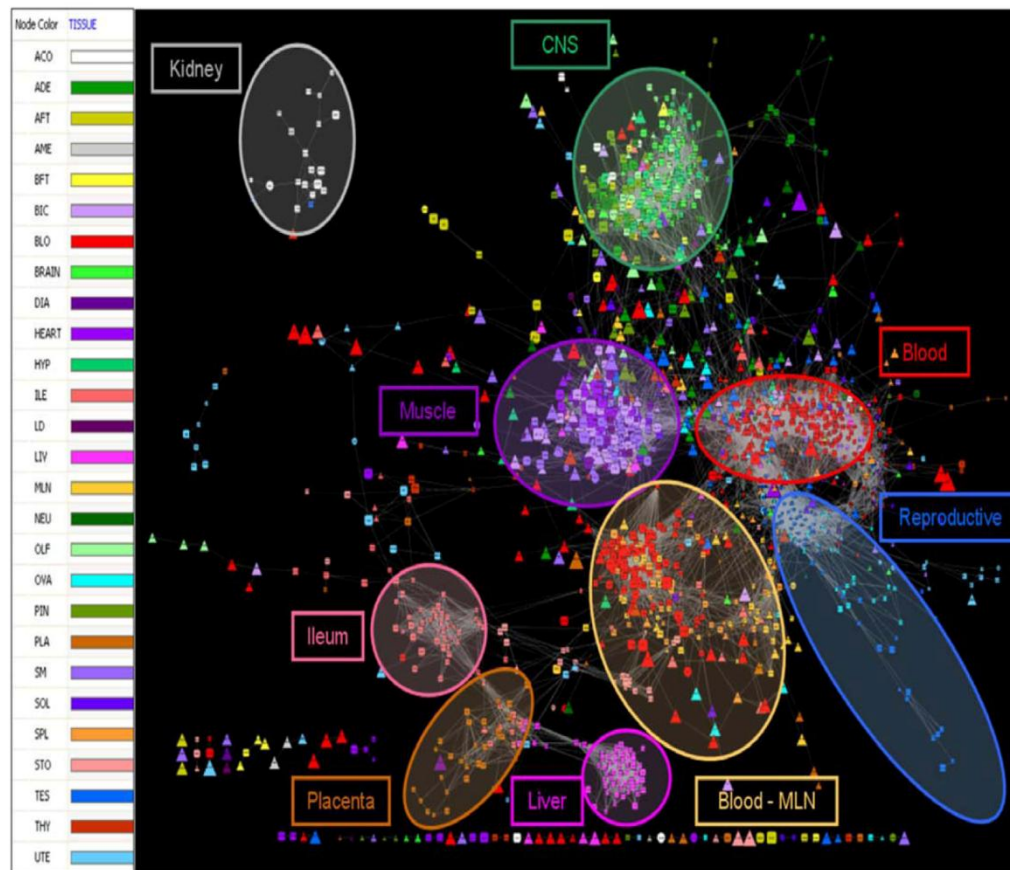 Node Color TISSUE
ACO
ADE
AFT
AME
BFT
BIC
BLO
BRAIN
DIA
HEART
HYP
ILE
LD
LIV
MLN
NEU
OLF
OVA
PIN
PLA
SM
SOL
SPL
STO
TES
THY
UTE
Kidney
CNS
Blood
Muscle
Reproductive
Ileum
Placenta
Liver
Blood - MLN